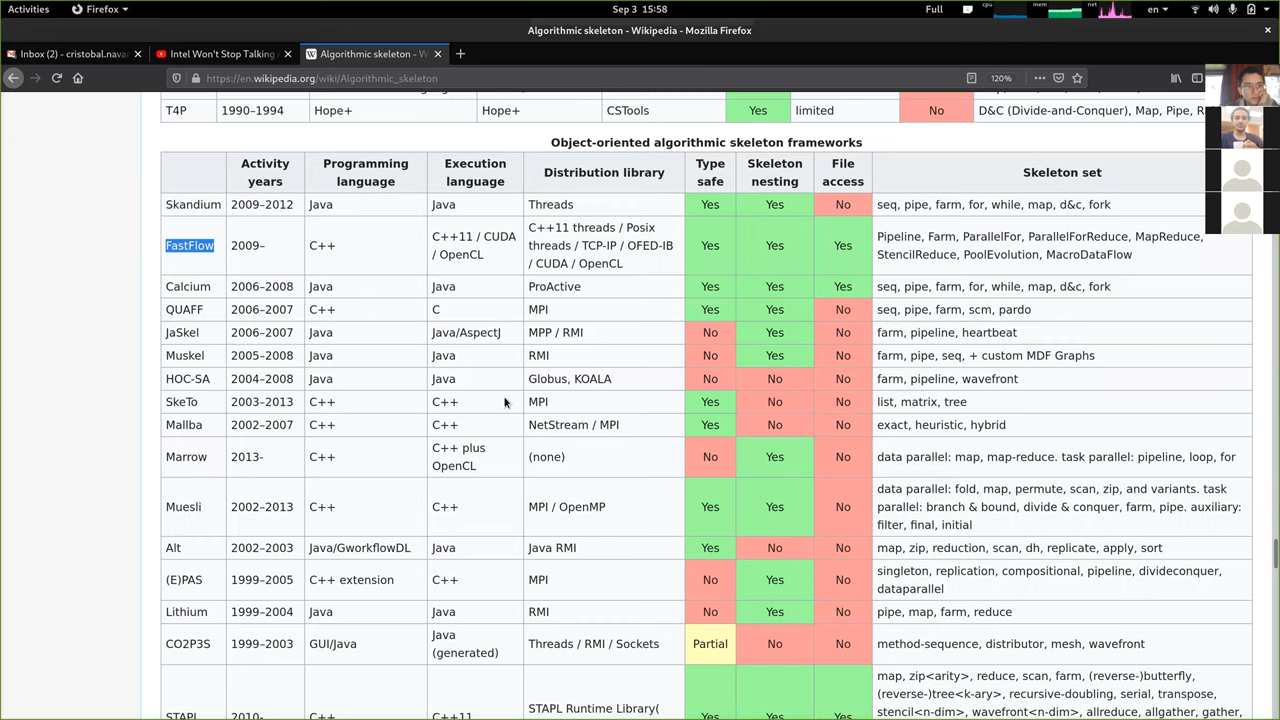 Activities Firefox Sep 3 15:58 Full cpu mem net en
Algorithmic skeleton - Wikipedia - Mozilla Firefox
Inbox (2) - cristobal.navar Intel Won't Stop Talking Algorithmic skeleton - W
https://en.wikipedia.org/wiki/Algorithmic_skeleton 120%
T4P 1990–1994 Hope+ Hope+ CSTools Yes limited No D&C (Divide-and-Conquer), Map, Pipe, R
Object-oriented algorithmic skeleton frameworks
Activity years Programming language Execution language Distribution library Type safe Skeleton nesting File access Skeleton set
Skandium 2009–2012 Java Java Threads Yes Yes No seq, pipe, farm, for, while, map, d&c, fork
FastFlow 2009– C++ C++11 / CUDA / OpenCL C++11 threads / Posix threads / TCP-IP / OFED-IB / CUDA / OpenCL Yes Yes Yes Pipeline, Farm, ParallelFor, ParallelForReduce, MapReduce, StencilReduce, PoolEvolution, MacroDataFlow
Calcium 2006–2008 Java Java ProActive Yes Yes Yes seq, pipe, farm, for, while, map, d&c, fork
QUAFF 2006–2007 C++ C MPI Yes Yes No seq, pipe, farm, scm, pardo
JaSkel 2006–2007 Java Java/AspectJ MPP / RMI No Yes No farm, pipeline, heartbeat
Muskel 2005–2008 Java Java RMI No Yes No farm, pipe, seq, + custom MDF Graphs
HOC-SA 2004–2008 Java Java Globus, KOALA No No No farm, pipeline, wavefront
SkeTo 2003–2013 C++ C++ MPI Yes No No list, matrix, tree
Mallba 2002–2007 C++ C++ NetStream / MPI Yes No No exact, heuristic, hybrid
Marrow 2013- C++ C++ plus OpenCL (none) No Yes No data parallel: map, map-reduce. task parallel: pipeline, loop, for
Muesli 2002–2013 C++ C++ MPI / OpenMP Yes Yes No data parallel: fold, map, permute, scan, zip, and variants. task parallel: branch & bound, divide & conquer, farm, pipe. auxiliary: filter, final, initial
Alt 2002–2003 Java/GworkflowDL Java Java RMI Yes No No map, zip, reduction, scan, dh, replicate, apply, sort
(E)PAS 1999–2005 C++ extension C++ MPI No Yes No singleton, replication, compositional, pipeline, divideconquer, dataparallel
Lithium 1999–2004 Java Java RMI No Yes No pipe, map, farm, reduce
CO2P3S 1999–2003 GUI/Java Java (generated) Threads / RMI / Sockets Partial No No method-sequence, distributor, mesh, wavefront
STAPL 2010- C++ C++11 STAPL Runtime Library( Yes Yes Yes map, zip<arity>, reduce, scan, farm, (reverse-)butterfly, (reverse-)tree<k-ary>, recursive-doubling, serial, transpose, stencil<n-dim>, wavefront<n-dim>, allreduce, allgather, gather,